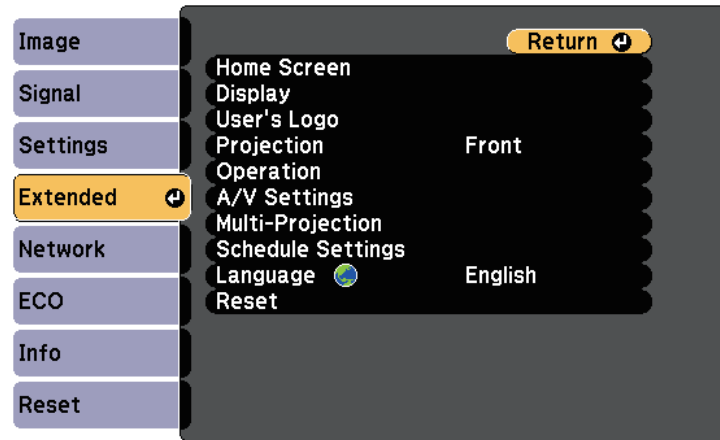 Image
Signal
Settings
Extended
Network
ECO
Info
Reset
Return
Home Screen
Display
User's Logo
Projection Front
Operation
A/V Settings
Multi-Projection
Schedule Settings
Language English
Reset